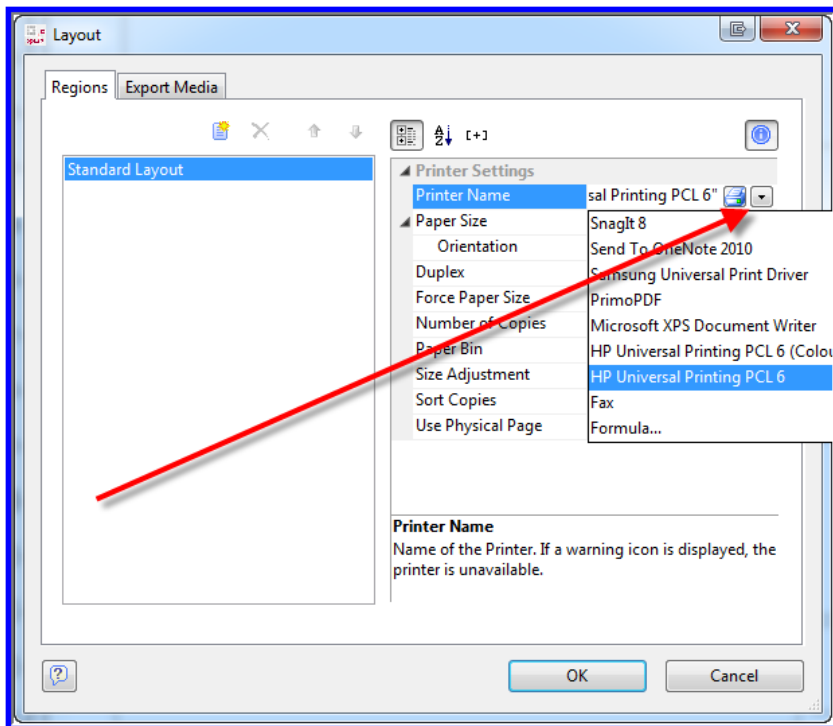 Layout
Regions
Export Media
[+]
Standard Layout
Printer Settings
Printer Name
sal Printing PCL 6"
Paper Size
Orientation
Duplex
Force Paper Size
Number of Copies
Paper Bin
Size Adjustment
Sort Copies
Use Physical Page
SnagIt 8
Send To OneNote 2010
Samsung Universal Print Driver
PrimoPDF
Microsoft XPS Document Writer
HP Universal Printing PCL 6 (Colou
HP Universal Printing PCL 6
Fax
Formula...
Printer Name
Name of the Printer. If a warning icon is displayed, the
printer is unavailable.
OK
Cancel